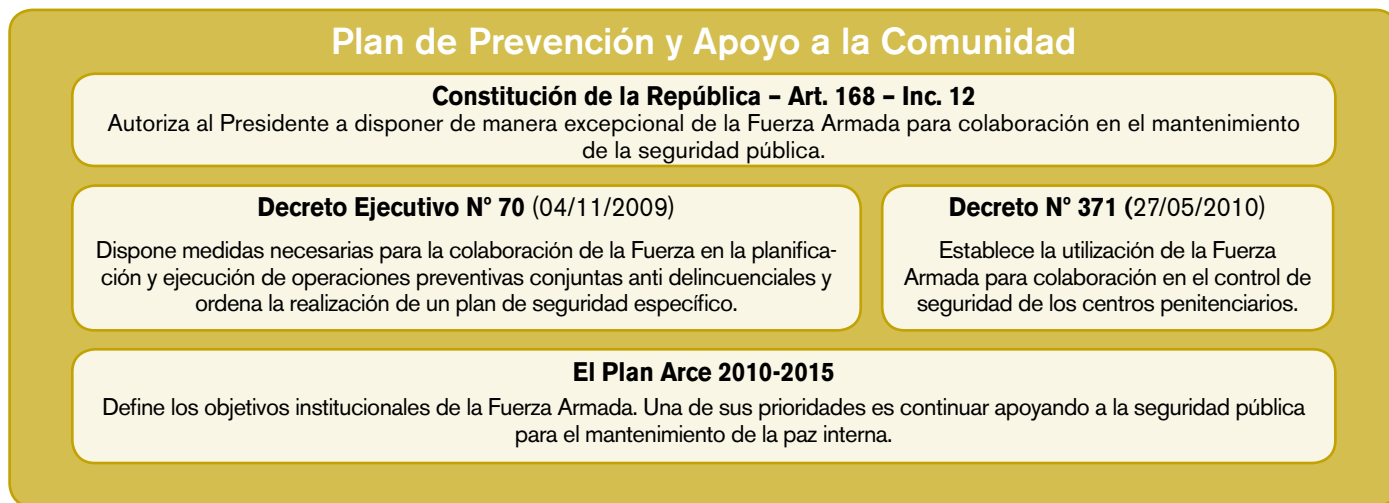 Plan de Prevención y Apoyo a la Comunidad
Constitución de la República – Art. 168 – Inc. 12
Autoriza al Presidente a disponer de manera excepcional de la Fuerza Armada para colaboración en el mantenimiento
de la seguridad pública.
Decreto Ejecutivo Nº 70 (04/11/2009)
Dispone medidas necesarias para la colaboración de la Fuerza en la planifica-
ción y ejecución de operaciones preventivas conjuntas anti delincuenciales y
ordena la realización de un plan de seguridad específico.
Decreto Nº 371 (27/05/2010)
Establece la utilización de la Fuerza
Armada para colaboración en el control de
seguridad de los centros penitenciarios.
El Plan Arce 2010-2015
Define los objetivos institucionales de la Fuerza Armada. Una de sus prioridades es continuar apoyando a la seguridad pública
para el mantenimiento de la paz interna.